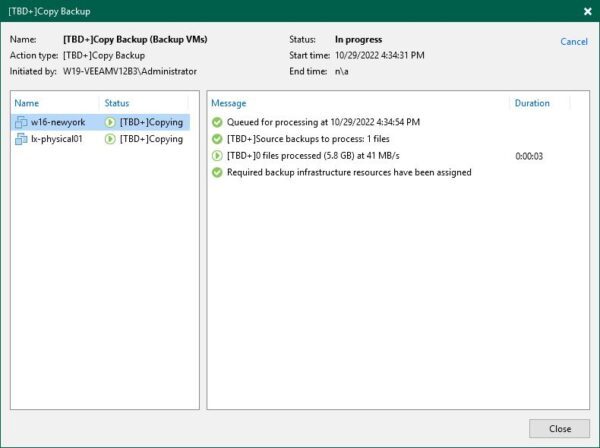 [TBD+]Copy Backup
Name: [TBD+]Copy Backup (Backup VMs) Status: In progress Cancel
Action type: [TBD+]Copy Backup Start time: 10/29/2022 4:34:31 PM
Initiated by: W19-VEEAMV12B3\Administrator End time: n\a
Name Status Message Duration
w16-newyork [TBD+]Copying Queued for processing at 10/29/2022 4:34:54 PM
lx-physical01 [TBD+]Copying [TBD+]Source backups to process: 1 files
[TBD+]0 files processed (5.8 GB) at 41 MB/s 0:00:03
Required backup infrastructure resources have been assigned
Close